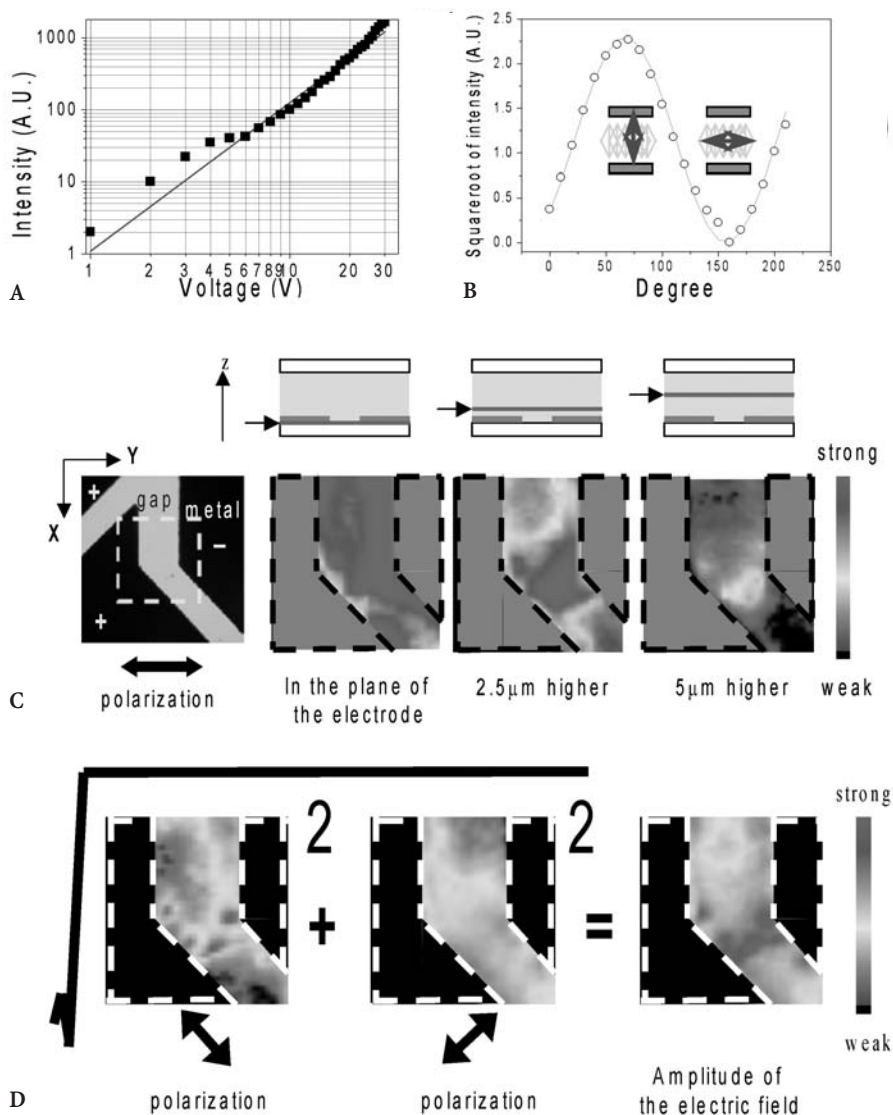 1000
100
10
1
1
2
3
4
5
6
7
8
9
10
20
30
Intensity (A.U.)
Voltage (V)
A
2.5
2.0
1.5
1.0
0.5
0.0
0
50
100
150
200
250
Squareroot of intensity (A.U.)
Degree
B
z
Y
X
+
gap
metal
-
+
strong
weak
polarization
In the plane of
the electrode
2.5μm higher
5μm higher
C
2
+
2
=
strong
weak
polarization
polarization
Amplitude of
the electric field
D